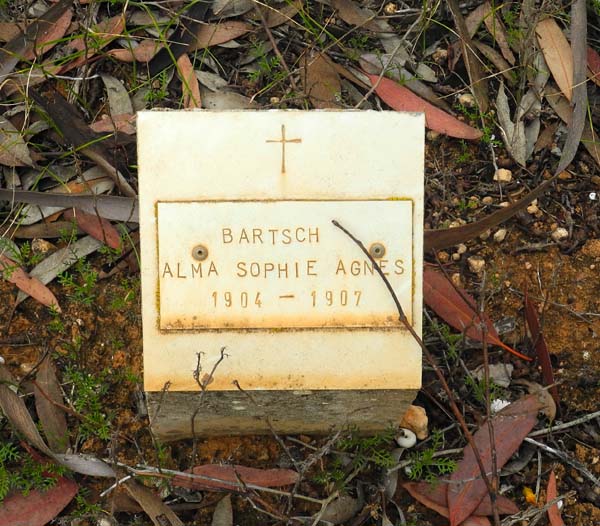 BARTSCH
ALMA SOPHIE AGNES
1904 – 1907